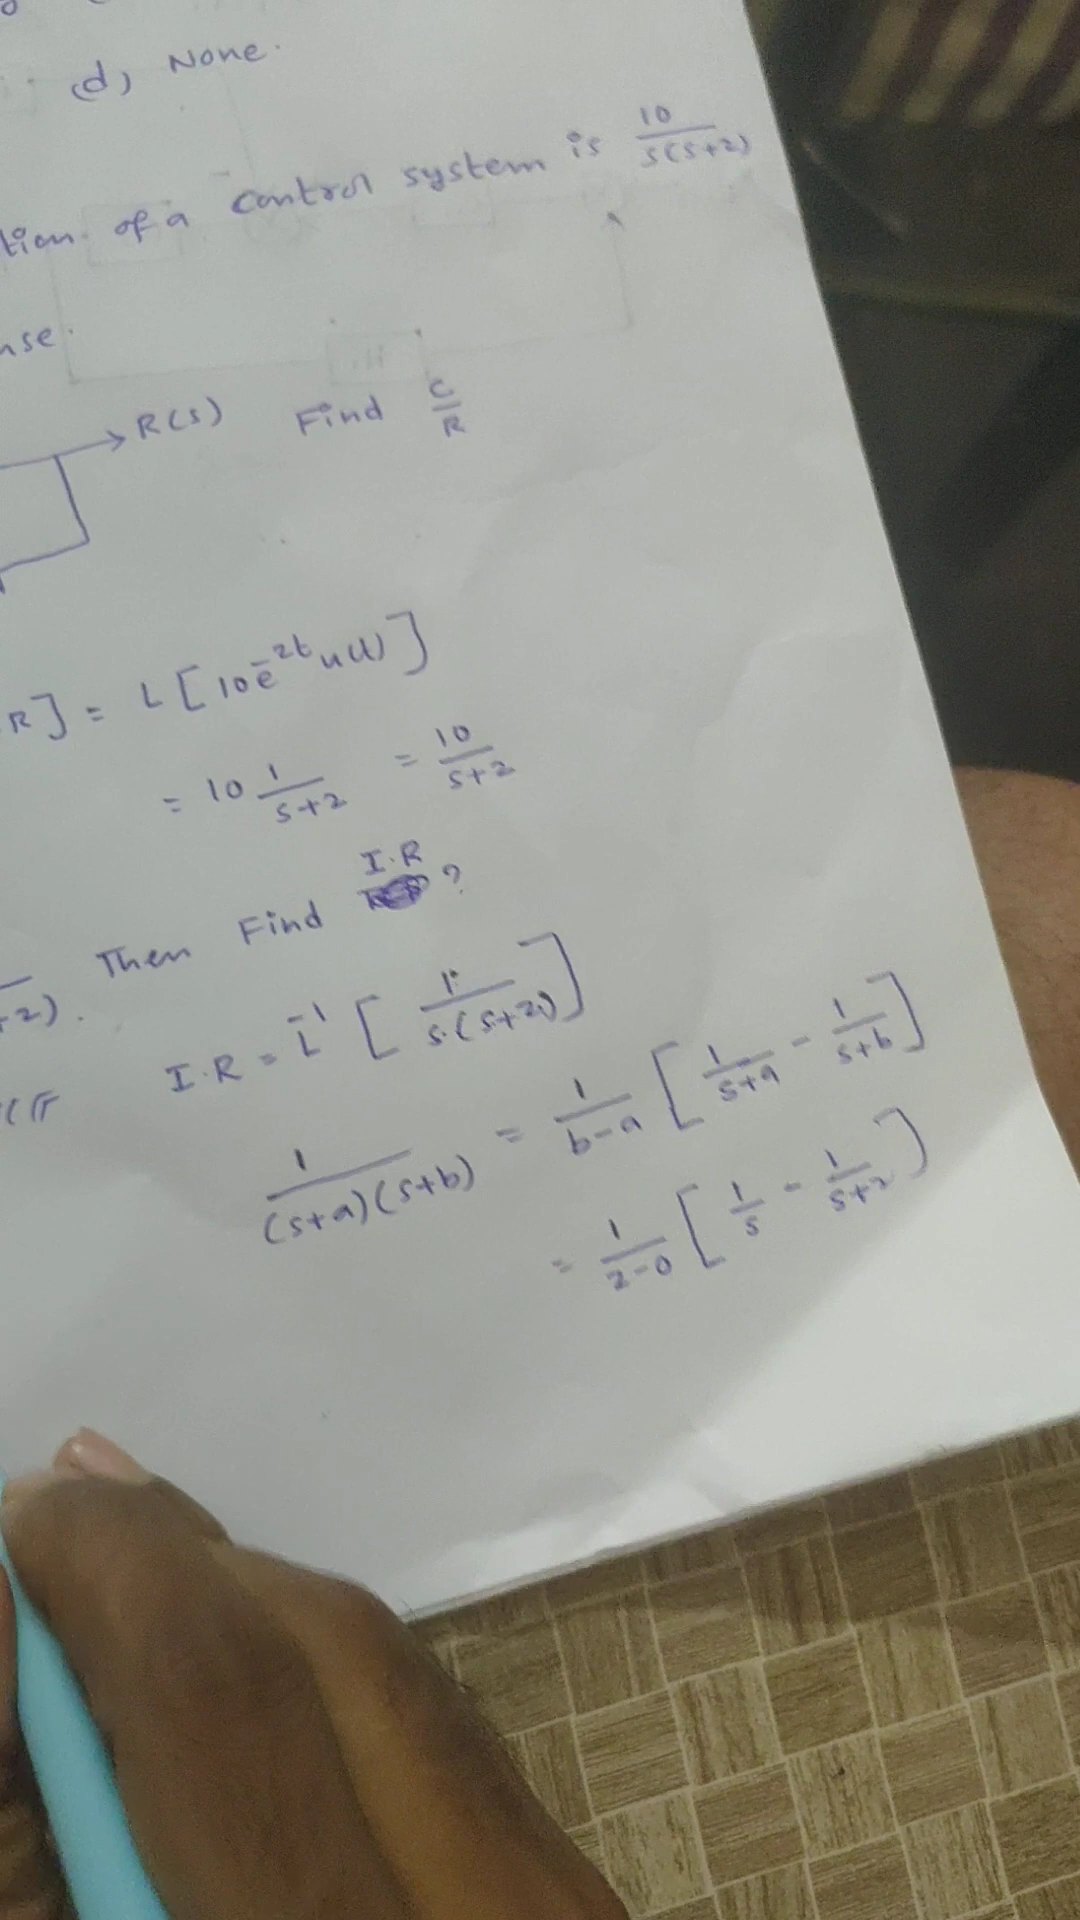 (d) None.
tion of a control system is 10/s(s+2)
nse.
R(s) Find C/R
R] = L[10e^-2t u(t)]
= 10 1/s+2 = 10/s+2
I.R
+2). Then Find ?
I.R = L^-1 [1/s.(s+2)]
1/(s+a)(s+b) = 1/b-a [1/s+a - 1/s+b]
= 1/2-0 [1/s - 1/s+2]